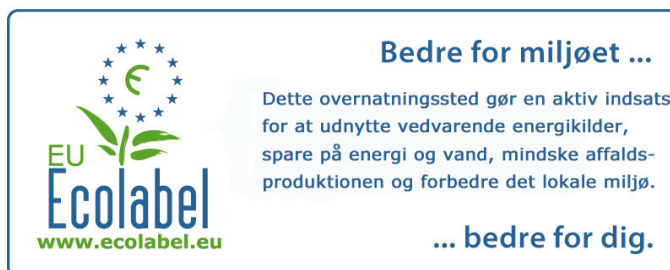 Bedre for miljøet ...
Dette overnatningssted gør en aktiv indsats
for at udnytte vedvarende energikilder,
spare på energi og vand, mindske affalds-
produktionen og forbedre det lokale miljø.
... bedre for dig.
EU
Ecolabel
www.ecolabel.eu